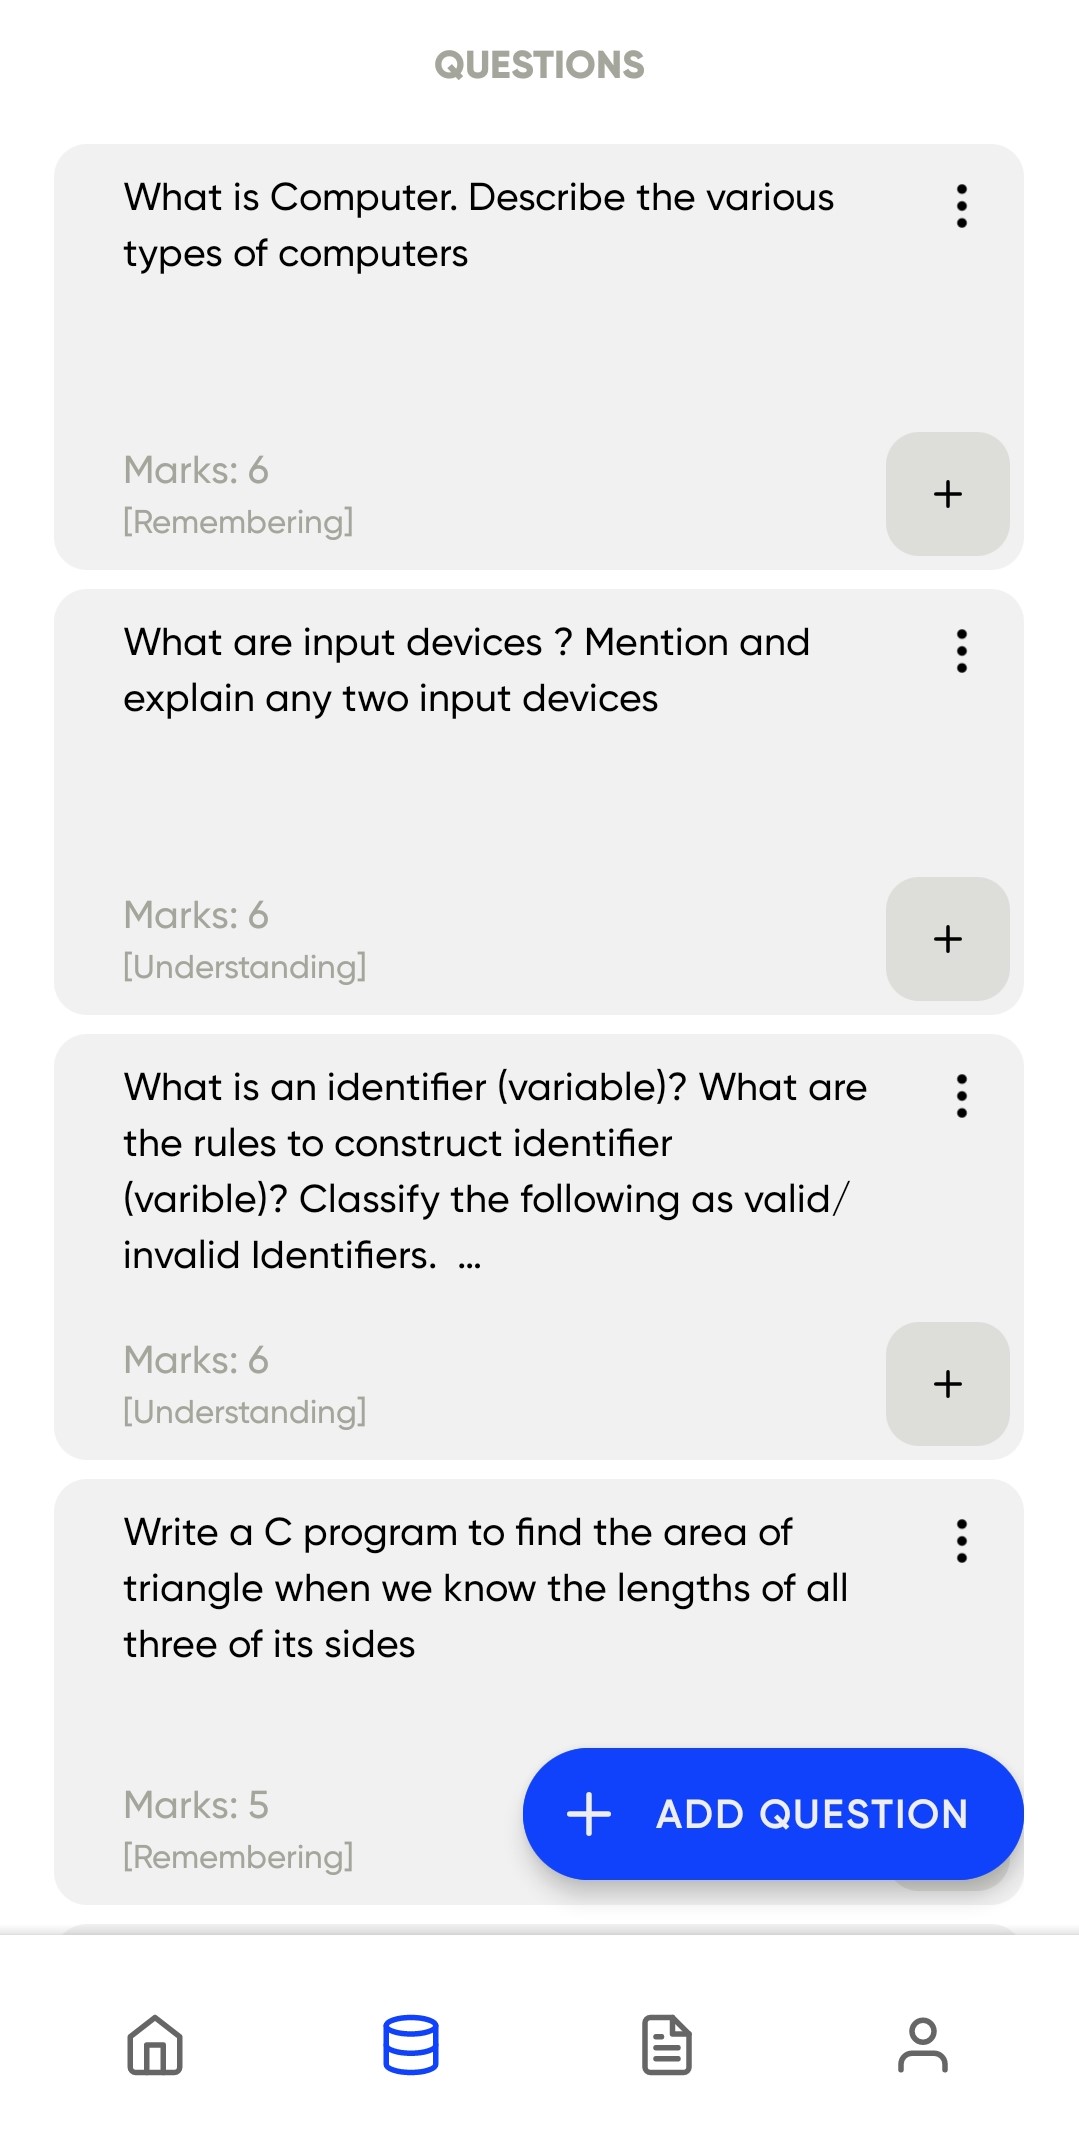 QUESTIONS
What is Computer. Describe the various
types of computers
Marks: 6
[Remembering]
What are input devices ? Mention and
explain any two input devices
Marks: 6
[Understanding]
What is an identifier (variable)? What are
the rules to construct identifier
(varible)? Classify the following as valid/
invalid Identifiers.  ...
Marks: 6
[Understanding]
Write a C program to find the area of
triangle when we know the lengths of all
three of its sides
Marks: 5
[Remembering]
ADD QUESTION